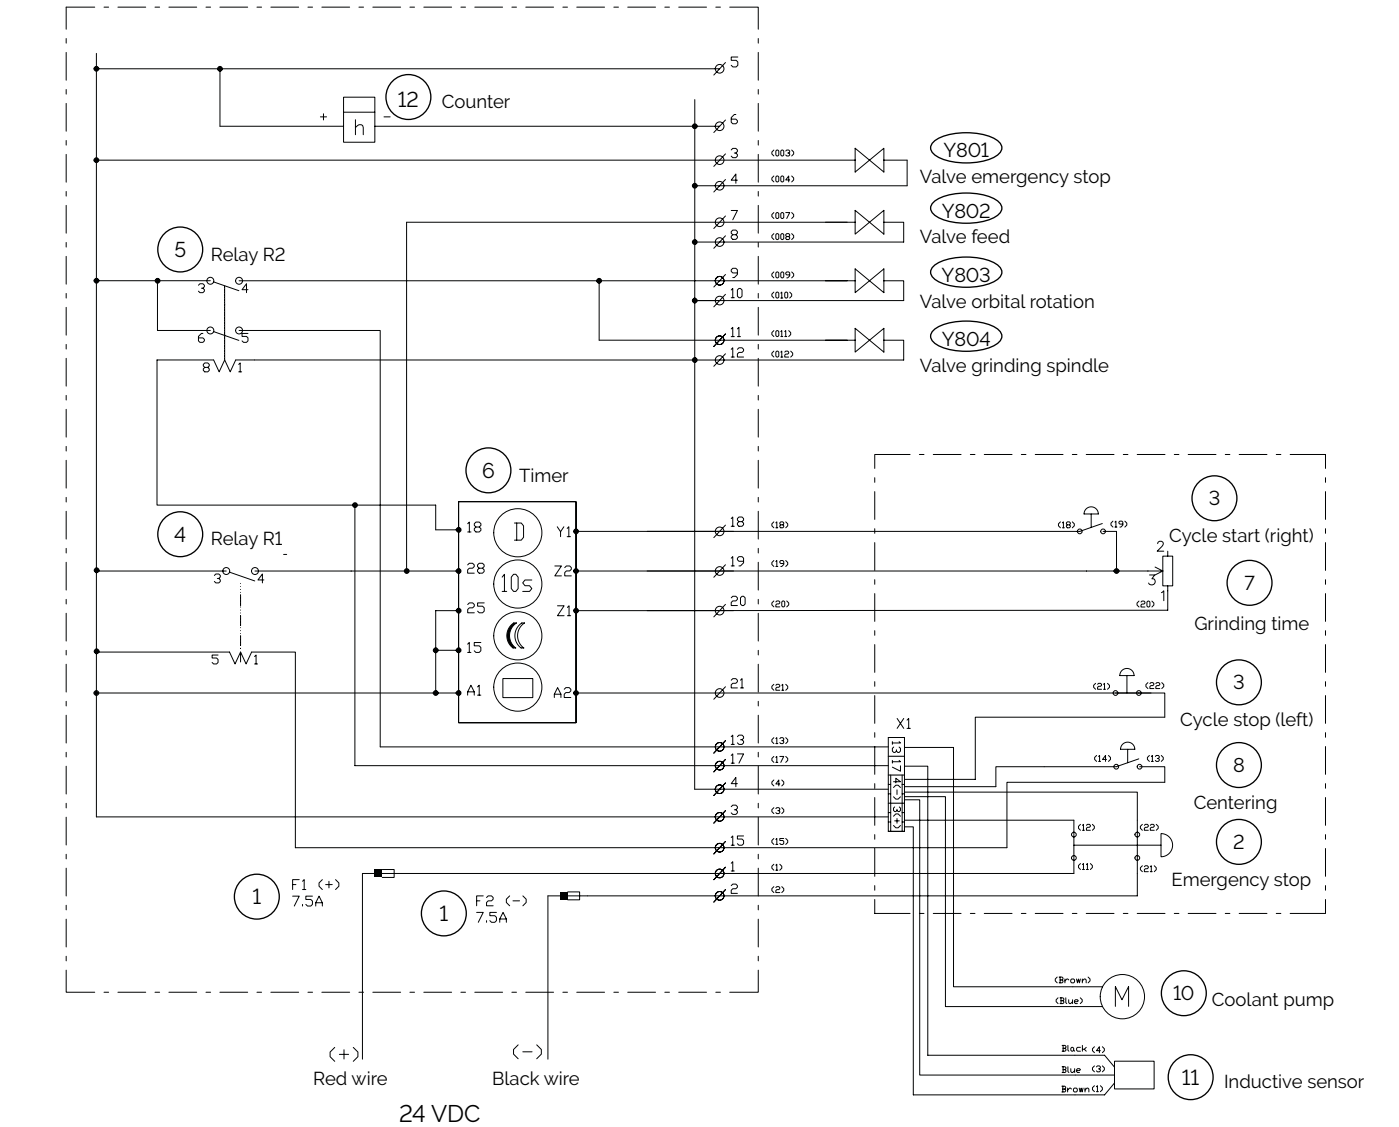 5
12 Counter
+ h -
6
3 (003)
Y801
Valve emergency stop
4 (004)
7 (007)
Y802
Valve feed
8 (008)
5 Relay R2
3 4
9 (009)
Y803
Valve orbital rotation
10 (010)
6 5
11 (011)
Y804
Valve grinding spindle
12 (012)
8 1
6 Timer
18 D Y1
18 (18)
(18) (19)
3
Cycle start (right)
4 Relay R1
-
3 4
28 10s Z2
19 (19)
2
3
1
7
Grinding time
25 Z1
20 (20)
(20)
15
5 1
A1 A2
21 (21)
(21) (22)
3
Cycle stop (left)
X1
13 (13)
13
17 (17)
17
4 (4)
4(-)
3 (3)
3(+)
(14) (13)
8
Centering
15 (15)
(12) (22)
2
Emergency stop
(11) (21)
1 (1)
2 (2)
1 F1 (+)
7.5A
1 F2 (-)
7.5A
(Brown)
(Blue)
M
10 Coolant pump
Black (4)
Blue (3)
Brown(1)
11 Inductive sensor
(+)
Red wire
(-)
Black wire
24 VDC